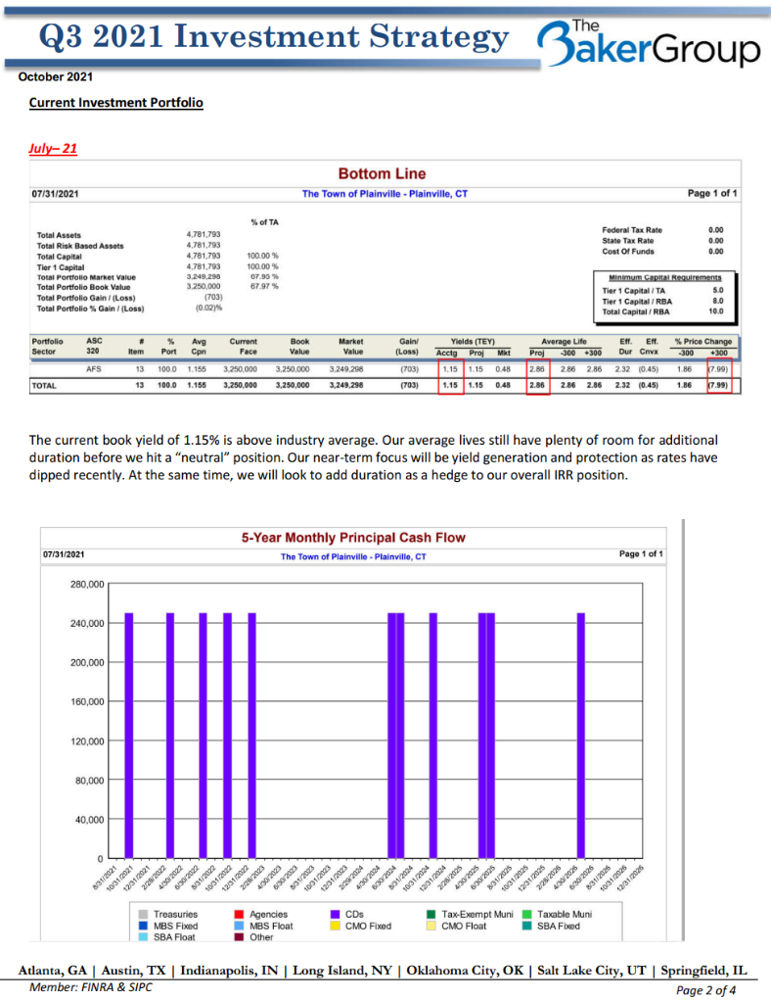 Q3 2021 Investment Strategy
The
BakerGroup
October 2021
Current Investment Portfolio
July– 21
Bottom Line
07/31/2021 The Town of Plainville - Plainville, CT Page 1 of 1
% of TA
Total Assets 4,781,793
Total Risk Based Assets 4,781,793
Total Capital 4,781,793 100.00 %
Tier 1 Capital 4,781,793 100.00 %
Total Portfolio Market Value 3,249,298 67.95 %
Total Portfolio Book Value 3,250,000 67.97 %
Total Portfolio Gain / (Loss) (703)
Total Portfolio % Gain / (Loss) (0.02)%
Federal Tax Rate 0.00
State Tax Rate 0.00
Cost Of Funds 0.00
Minimum Capital Requirements
Tier 1 Capital / TA 5.0
Tier 1 Capital / RBA 8.0
Total Capital / RBA 10.0
Portfolio ASC # % Avg Current Book Market Gain/ Yields (TEY) Average Life Eff. Eff. % Price Change
Sector 320 Item Port Cpn Face Value Value (Loss) Acctg Proj Mkt Proj -300 +300 Dur Cnvx -300 +300
AFS 13 100.0 1.155 3,250,000 3,250,000 3,249,298 (703) 1.15 1.15 0.48 2.86 2.86 2.86 2.32 (0.45) 1.86 (7.99)
TOTAL 13 100.0 1.155 3,250,000 3,250,000 3,249,298 (703) 1.15 1.15 0.48 2.86 2.86 2.86 2.32 (0.45) 1.86 (7.99)
The current book yield of 1.15% is above industry average. Our average lives still have plenty of room for additional
duration before we hit a “neutral” position. Our near-term focus will be yield generation and protection as rates have
dipped recently. At the same time, we will look to add duration as a hedge to our overall IRR position.
5-Year Monthly Principal Cash Flow
07/31/2021 The Town of Plainville - Plainville, CT Page 1 of 1
280,000
240,000
200,000
160,000
120,000
80,000
40,000
0
8/31/2021 10/31/2021 12/31/2021 2/28/2022 4/30/2022 6/30/2022 8/31/2022 10/31/2022 12/31/2022 2/28/2023 4/30/2023 6/30/2023 8/31/2023 10/31/2023 12/31/2023 2/29/2024 4/30/2024 6/30/2024 8/31/2024 10/31/2024 12/31/2024 2/28/2025 4/30/2025 6/30/2025 8/31/2025 10/31/2025 12/31/2025 2/28/2026 4/30/2026 6/30/2026 8/31/2026 10/31/2026 12/31/2026
Treasuries Agencies CDs Tax-Exempt Muni Taxable Muni
MBS Fixed MBS Float CMO Fixed CMO Float SBA Fixed
SBA Float Other
Atlanta, GA | Austin, TX | Indianapolis, IN | Long Island, NY | Oklahoma City, OK | Salt Lake City, UT | Springfield, IL
Member: FINRA & SIPC
Page 2 of 4